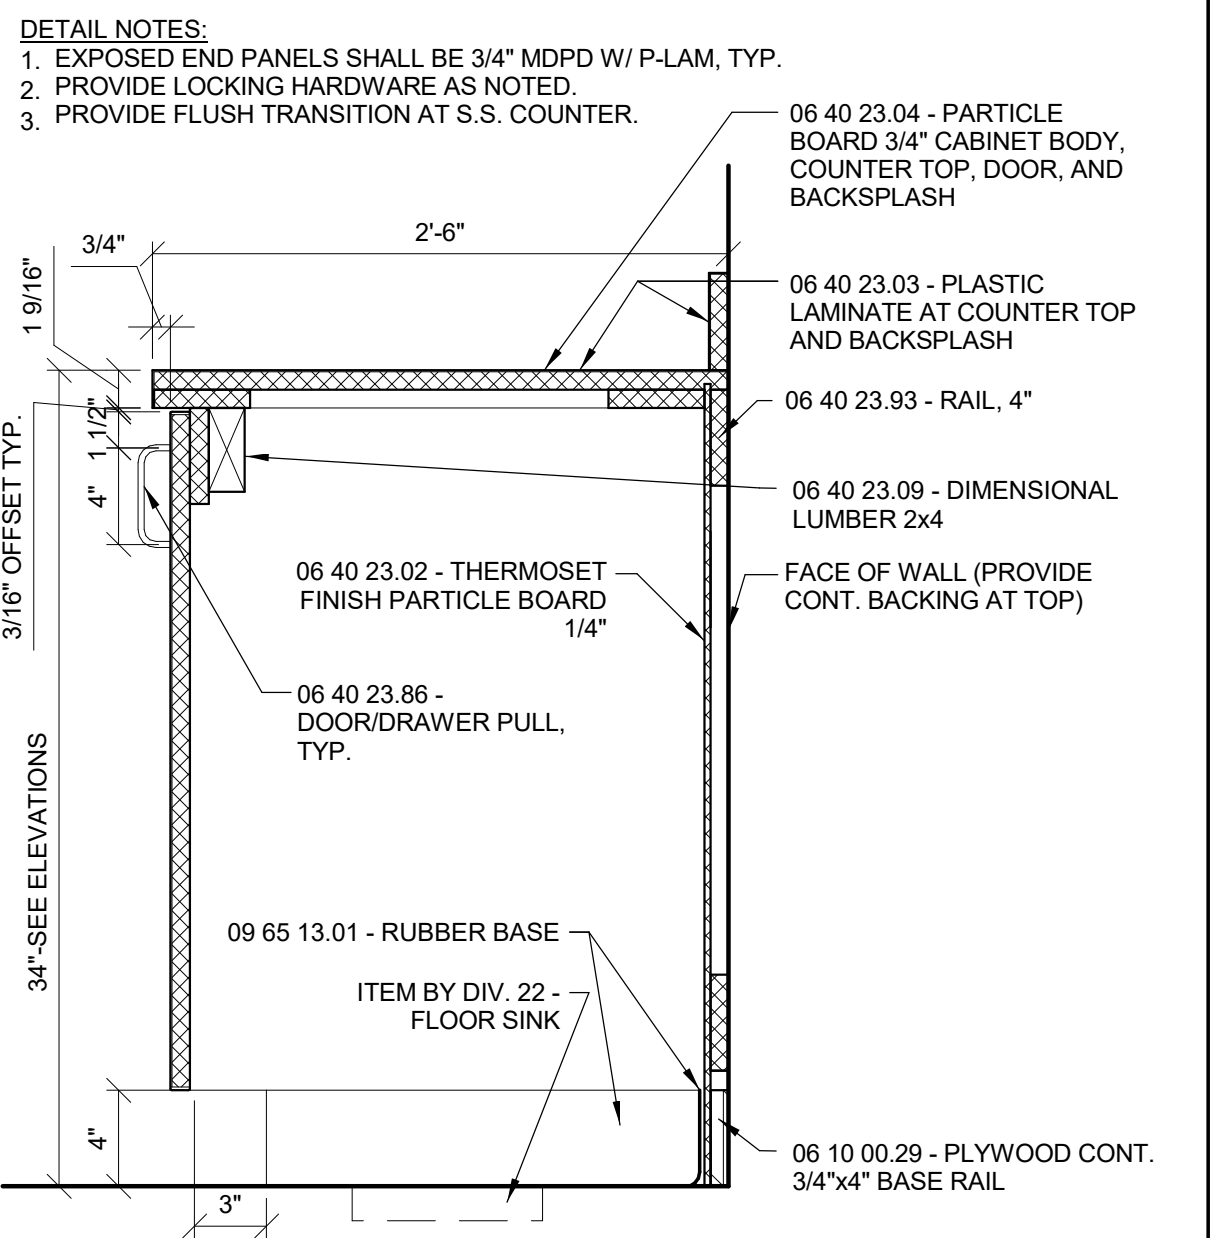 DETAIL NOTES:
1. EXPOSED END PANELS SHALL BE 3/4" MDPD W/ P-LAM, TYP.
2. PROVIDE LOCKING HARDWARE AS NOTED.
3. PROVIDE FLUSH TRANSITION AT S.S. COUNTER.
06 40 23.04 - PARTICLE
BOARD 3/4" CABINET BODY,
COUNTER TOP, DOOR, AND
BACKSPLASH
2'-6"
3/4"
1 9/16"
06 40 23.03 - PLASTIC
LAMINATE AT COUNTER TOP
AND BACKSPLASH
06 40 23.93 - RAIL, 4"
1 1/2"
4"
3/16" OFFSET TYP.
06 40 23.09 - DIMENSIONAL
LUMBER 2x4
06 40 23.02 - THERMOSET
FINISH PARTICLE BOARD
1/4"
FACE OF WALL (PROVIDE
CONT. BACKING AT TOP)
06 40 23.86 -
DOOR/DRAWER PULL,
TYP.
34"-SEE ELEVATIONS
09 65 13.01 - RUBBER BASE
ITEM BY DIV. 22 -
FLOOR SINK
4"
06 10 00.29 - PLYWOOD CONT.
3/4"x4" BASE RAIL
3"